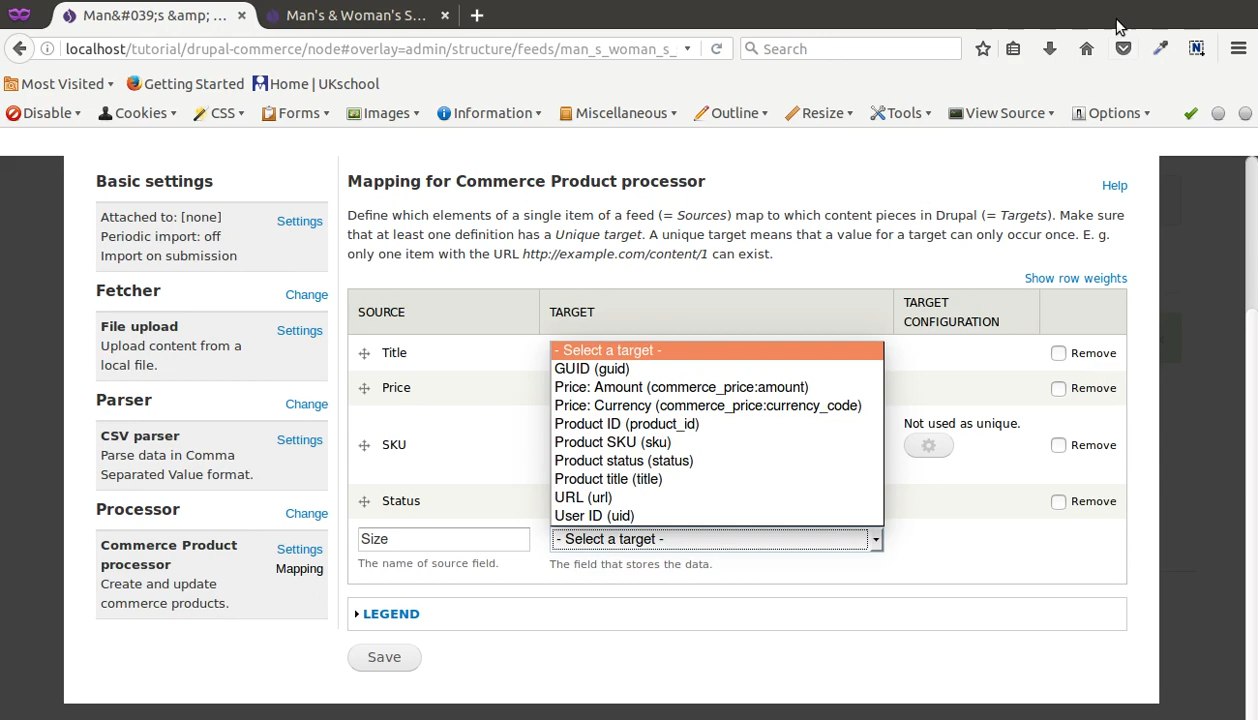 Man&#039;s &amp; ...
Man's & Woman's S...
localhost/tutorial/drupal-commerce/node#overlay=admin/structure/feeds/man_s_woman_s_
Search
Most Visited
Getting Started
Home | UKschool
Disable
Cookies
CSS
Forms
Images
Information
Miscellaneous
Outline
Resize
Tools
View Source
Options
Basic settings
Attached to: [none]
Settings
Periodic import: off
Import on submission
Fetcher
Change
File upload
Settings
Upload content from a
local file.
Parser
Change
CSV parser
Settings
Parse data in Comma
Separated Value format.
Processor
Change
Commerce Product
processor
Settings
Mapping
Create and update
commerce products.
Mapping for Commerce Product processor
Help
Define which elements of a single item of a feed (= Sources) map to which content pieces in Drupal (= Targets). Make sure
that at least one definition has a Unique target. A unique target means that a value for a target can only occur once. E. g.
only one item with the URL http://example.com/content/1 can exist.
Show row weights
SOURCE
TARGET
TARGET
CONFIGURATION
Title
Remove
Price
Remove
SKU
Not used as unique.
Remove
Status
Remove
- Select a target -
GUID (guid)
Price: Amount (commerce_price:amount)
Price: Currency (commerce_price:currency_code)
Product ID (product_id)
Product SKU (sku)
Product status (status)
Product title (title)
URL (url)
User ID (uid)
Size
- Select a target -
The name of source field.
The field that stores the data.
LEGEND
Save